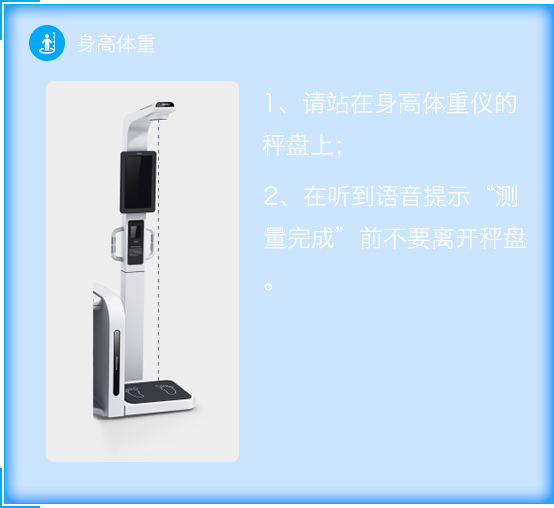 身高体重
1、请站在身高体重仪的
秤盘上；
2、在听到语音提示“测
量完成”前不要离开秤盘
。